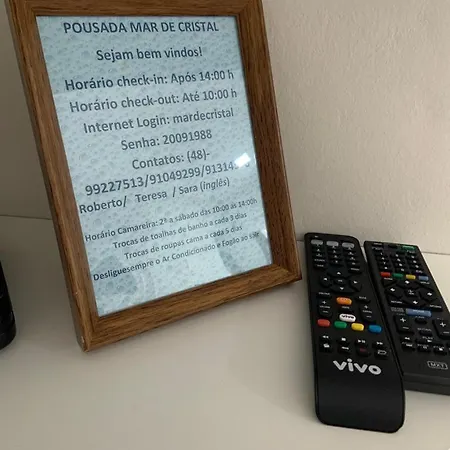 POUSADA MAR DE CRISTAL
Sejam bem vindos!
Horário check-in: Após 14:00 h
Horário check-out: Até 10:00 h
Internet Login: mardecristal
Senha: 20091988
Contatos: (48)-
99227513/91049299/
Roberto/ Teresa / Sara (inglês)
Horário Camareira: 2ª a sábado das 10:00 às 14:00h
Trocas de toalhas de banho a cada 3 dias
Trocas de roupas cama a cada 5 dias
Desliguesempre o Ar Condicionado e Fogão ao sair
vivo
vivo
MXT